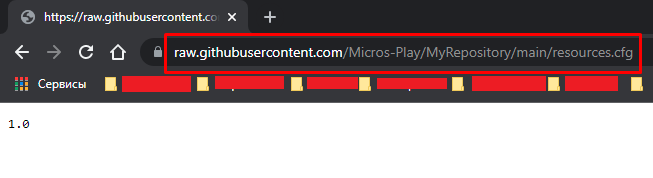 https://raw.githubusercontent.co
raw.githubusercontent.com/Micros-Play/MyRepository/main/resources.cfg
Сервисы
1.0